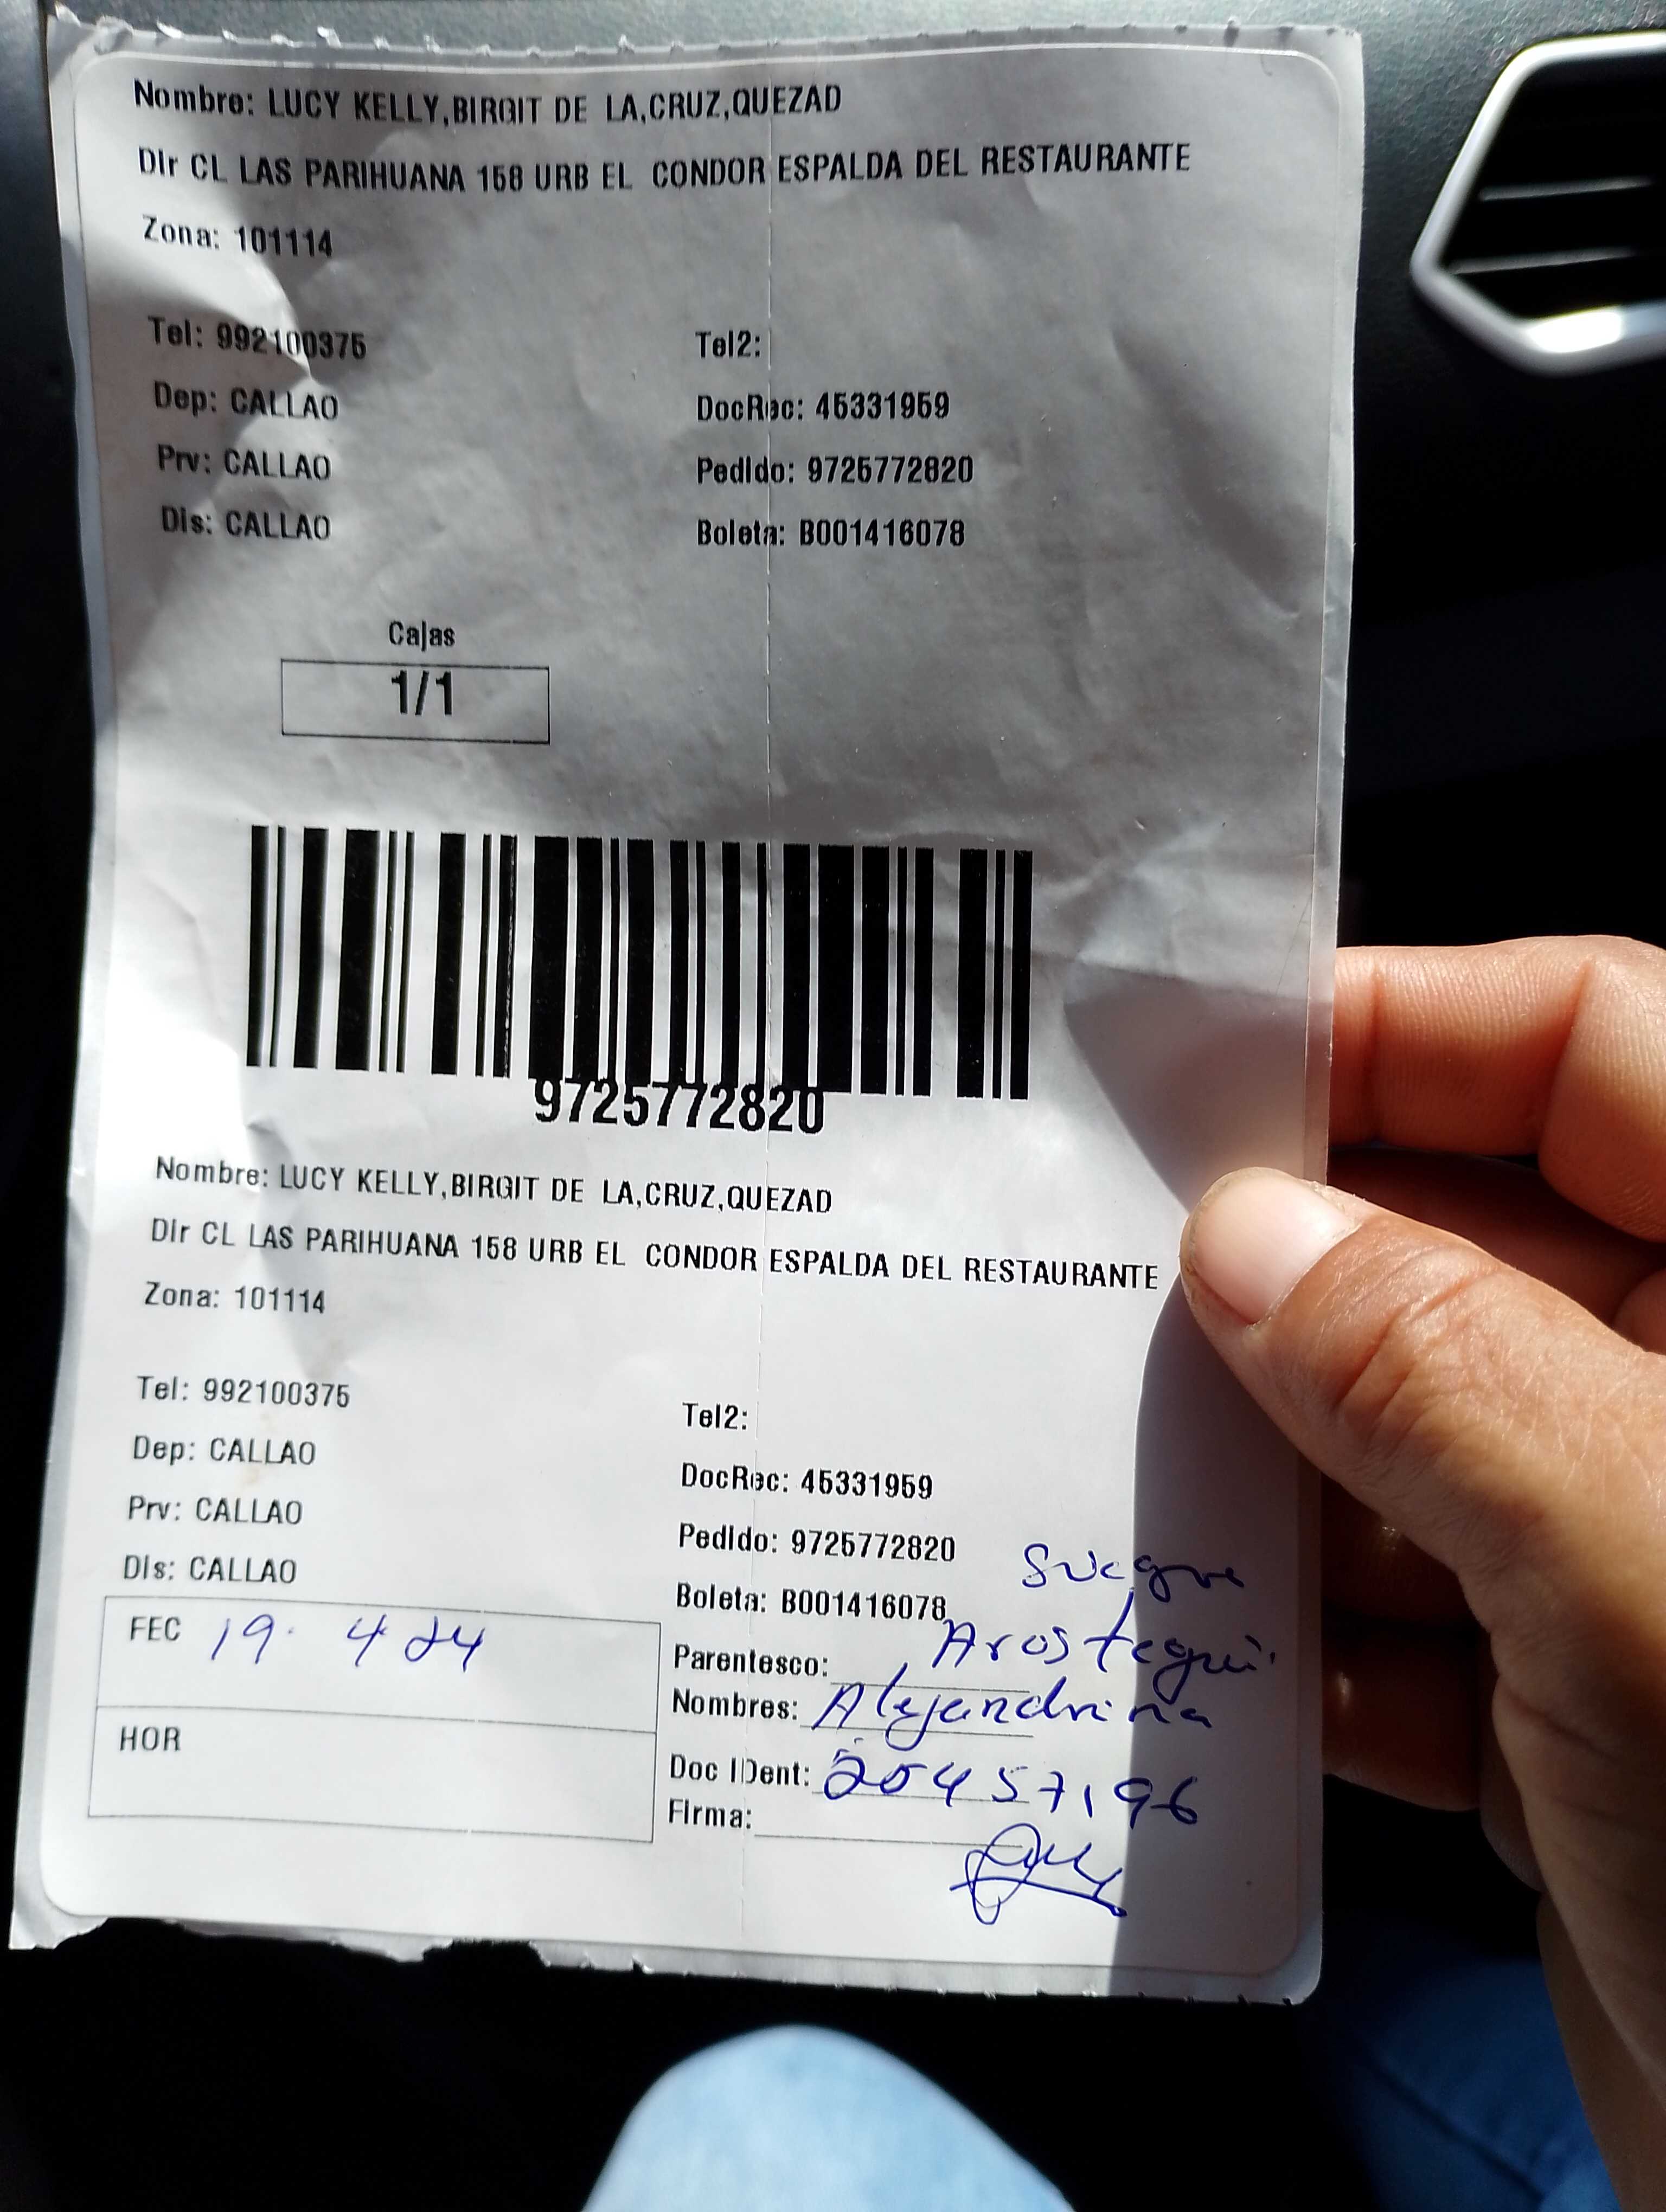 Nombre: LUCY KELLY,BIRGIT DE LA,CRUZ,QUEZAD
Dir CL LAS PARIHUANA 158 URB EL CONDOR ESPALDA DEL RESTAURANTE
Zona: 101114
Tel: 992100375 Tel2:
Dep: CALLAO DocRec: 45331959
Prv: CALLAO Pedido: 9725772820
Dis: CALLAO Boleta: B001416078
Cajas
1/1
9725772820
Nombre: LUCY KELLY,BIRGIT DE LA,CRUZ,QUEZAD
Dir CL LAS PARIHUANA 158 URB EL CONDOR ESPALDA DEL RESTAURANTE
Zona: 101114
Tel: 992100375 Tel2:
Dep: CALLAO DocRec: 45331959
Prv: CALLAO Pedido: 9725772820
Dis: CALLAO Boleta: B001416078
FEC 19. 4 24
HOR
Suegra
Parentesco: Arostegui.
Nombres: Alejandrina
Doc IDent: 20457196
Firma: